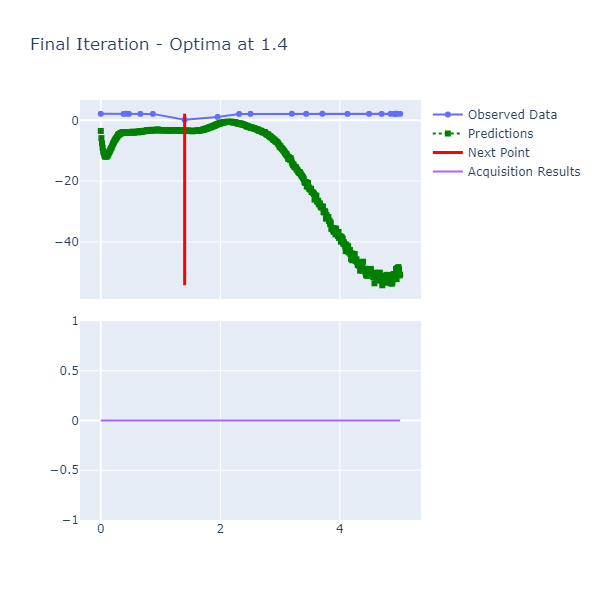 Final Iteration - Optima at 1.4
Observed Data
Predictions
Next Point
Acquisition Results
0
−20
−40
1
0.5
0
−0.5
−1
0
2
4